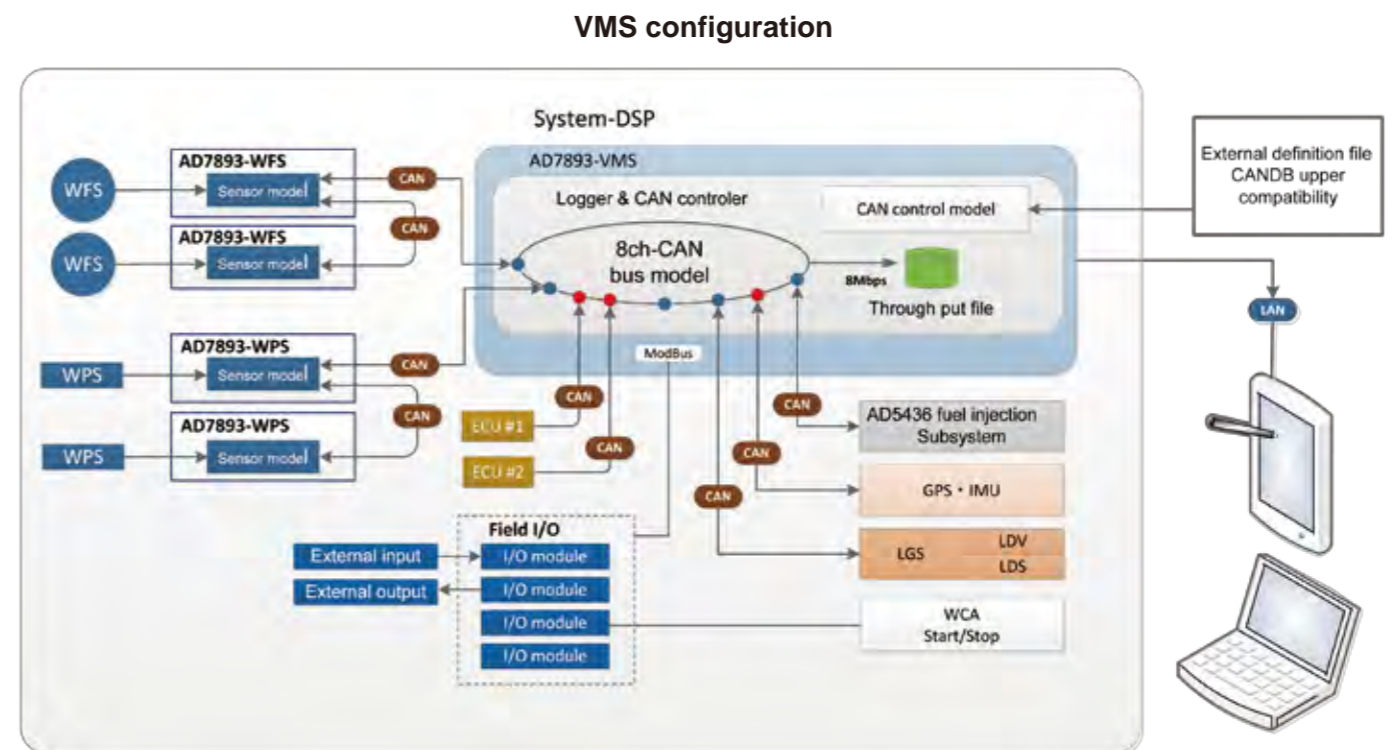 VMS configuration
System-DSP
AD7893-WFS
WFS
Sensor model
CAN
CAN
AD7893-WFS
WFS
Sensor model
AD7893-WPS
WPS
Sensor model
CAN
CAN
AD7893-WPS
WPS
Sensor model
AD7893-VMS
Logger & CAN controler
CAN control model
8ch-CAN
bus model
8Mbps
Through put file
ModBus
External definition file
CANDB upper
compatibility
LAN
ECU #1
CAN
ECU #2
CAN
CAN
CAN
CAN
AD5436 fuel injection
Subsystem
GPS・IMU
LGS
LDV
LDS
WCA
Start/Stop
Field I/O
External input
I/O module
External output
I/O module
I/O module
I/O module